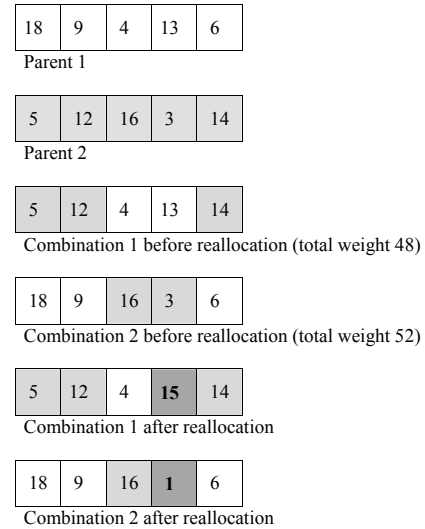 18 9 4 13 6
Parent 1
5 12 16 3 14
Parent 2
5 12 4 13 14
Combination 1 before reallocation (total weight 48)
18 9 16 3 6
Combination 2 before reallocation (total weight 52)
5 12 4 15 14
Combination 1 after reallocation
18 9 16 1 6
Combination 2 after reallocation